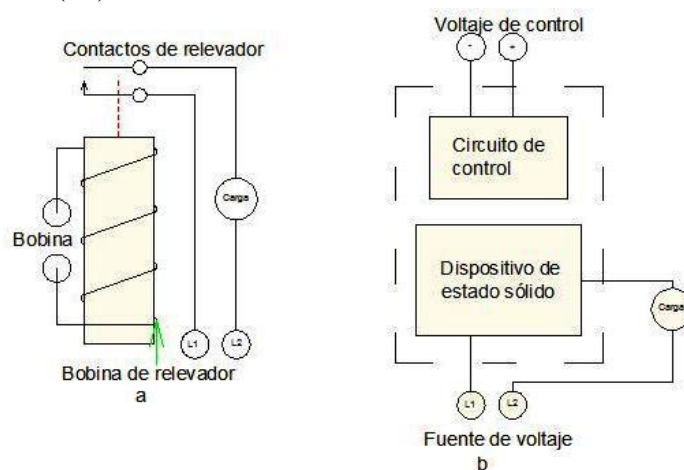 Contactos de relevador
Carga
Bobina
L1
L2
Bobina de relevador
a
Voltaje de control
-
+
Circuito de
control
Dispositivo de
estado sólido
Carga
L1
L2
Fuente de voltaje
b